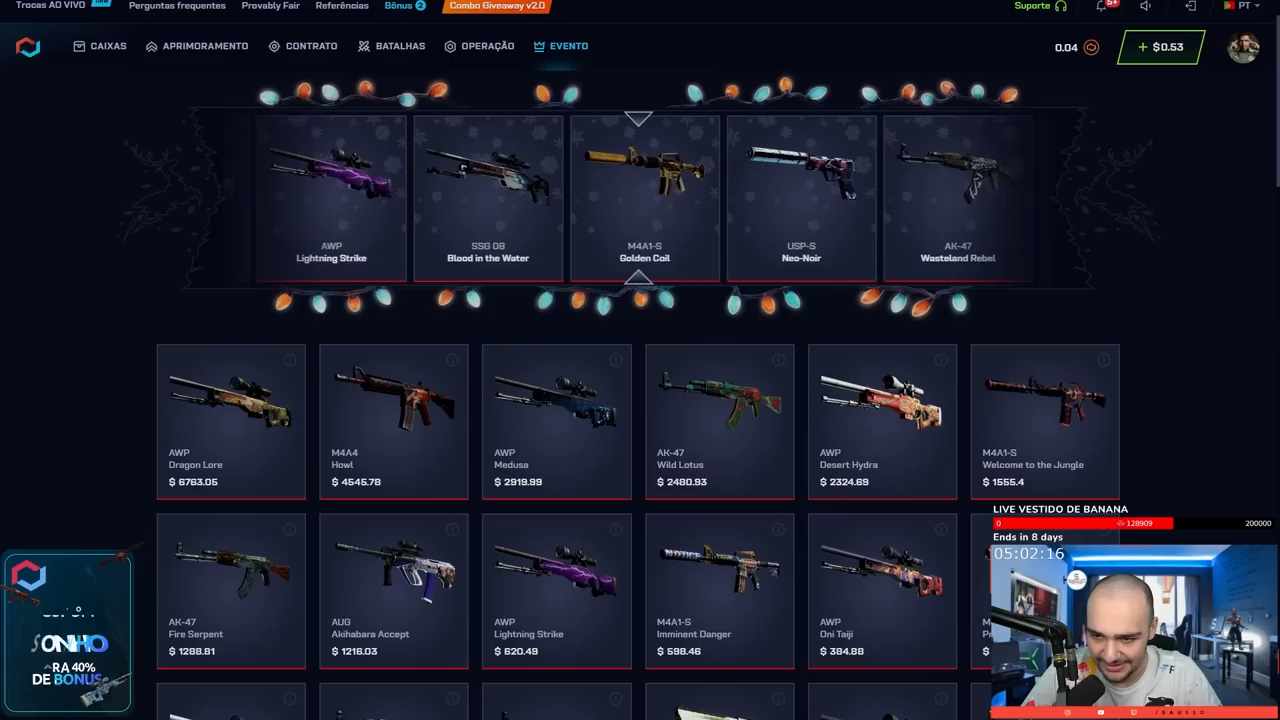 Trocas AO VIVO
Perguntas frequentes
Provably Fair
Referências
Bônus 2
Combo Giveaway v2.0
Suporte
5+
PT
CAIXAS
APRIMORAMENTO
CONTRATO
BATALHAS
OPERAÇÃO
EVENTO
0.04
+ $0.53
AWP
Lightning Strike
SSG 08
Blood in the Water
M4A1-S
Golden Coil
USP-S
Neo-Noir
AK-47
Wasteland Rebel
AWP
Dragon Lore
$ 6763.05
M4A4
Howl
$ 4545.78
AWP
Medusa
$ 2919.99
AK-47
Wild Lotus
$ 2480.93
AWP
Desert Hydra
$ 2324.69
M4A1-S
Welcome to the Jungle
$ 1555.4
AK-47
Fire Serpent
$ 1288.81
AUG
Akihabara Accept
$ 1216.03
AWP
Lightning Strike
$ 620.49
M4A1-S
Imminent Danger
$ 598.46
AWP
Oni Taiji
$ 384.88
LIVE VESTIDO DE BANANA
0
128909
200000
Ends in 8 days
05:02:16
SONHO
RA 40%
DE BONUS